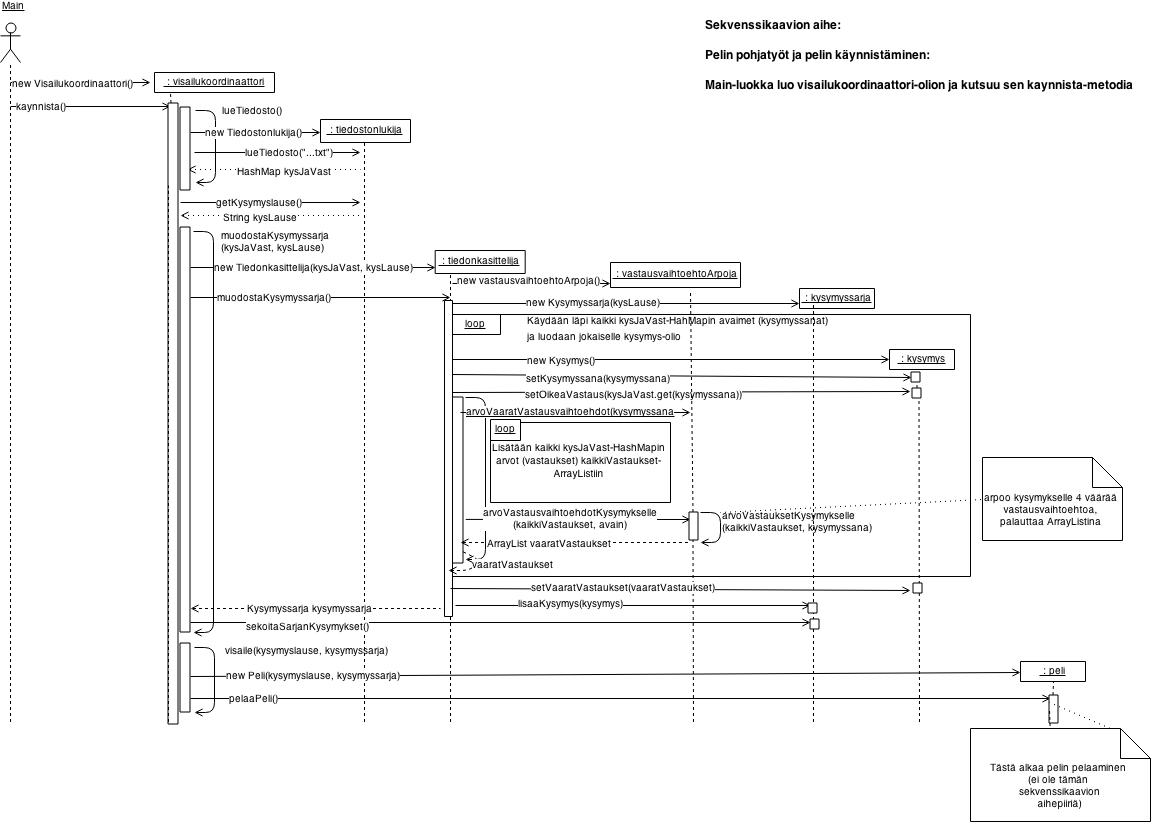 Main
Sekvenssikaavion aihe:
Pelin pohjatyöt ja pelin käynnistäminen:
Main-luokka luo visailukoordinaattori-olion ja kutsuu sen kaynnista-metodia
new Visailukoordinaattori()
: visailukoordinaattori
kaynnista()
lueTiedosto()
new Tiedostonlukija()
: tiedostonlukija
lueTiedosto("...txt")
HashMap kysJaVast
getKysymyslause()
String kysLause
muodostaKysymyssarja
(kysJaVast, kysLause)
: tiedonkasittelija
new Tiedonkasittelija(kysJaVast, kysLause)
new vastausvaihtoehtoArpoja()
: vastausvaihtoehtoArpoja
muodostaKysymyssarja()
new Kysymyssarja(kysLause)
: kysymyssarja
loop
Käydään läpi kaikki kysJaVast-HahMapin avaimet (kysymyssanat)
ja luodaan jokaiselle kysymys-olio
new Kysymys()
: kysymys
setKysymyssana(kysymyssana)
setOikeaVastaus(kysJaVast.get(kysymyssana))
arvoVaaratVastausvaihtoehdot(kysymyssana
loop
Lisätään kaikki kysJaVast-HashMapin
arvot (vastaukset) kaikkiVastaukset-
ArrayListiin
arpoo kysymykselle 4 väärää
vastausvaihtoehtoa,
palauttaa ArrayListina
arvoVastausvaihtoehdotKysymykselle
(kaikkiVastaukset, avain)
arvoVastauksetKysymykselle
(kaikkiVastaukset, kysymyssana)
ArrayList vaaratVastaukset
vaaratVastaukset
setVaaratVastaukset(vaaratVastaukset)
lisaaKysymys(kysymys)
Kysymyssarja kysymyssarja
sekoitaSarjanKysymykset()
visaile(kysymyslause, kysymyssarja)
new Peli(kysymyslause, kysymyssarja)
: peli
pelaaPeli()
Tästä alkaa pelin pelaaminen
(ei ole tämän
sekvenssikaavion
aihepiiriä)